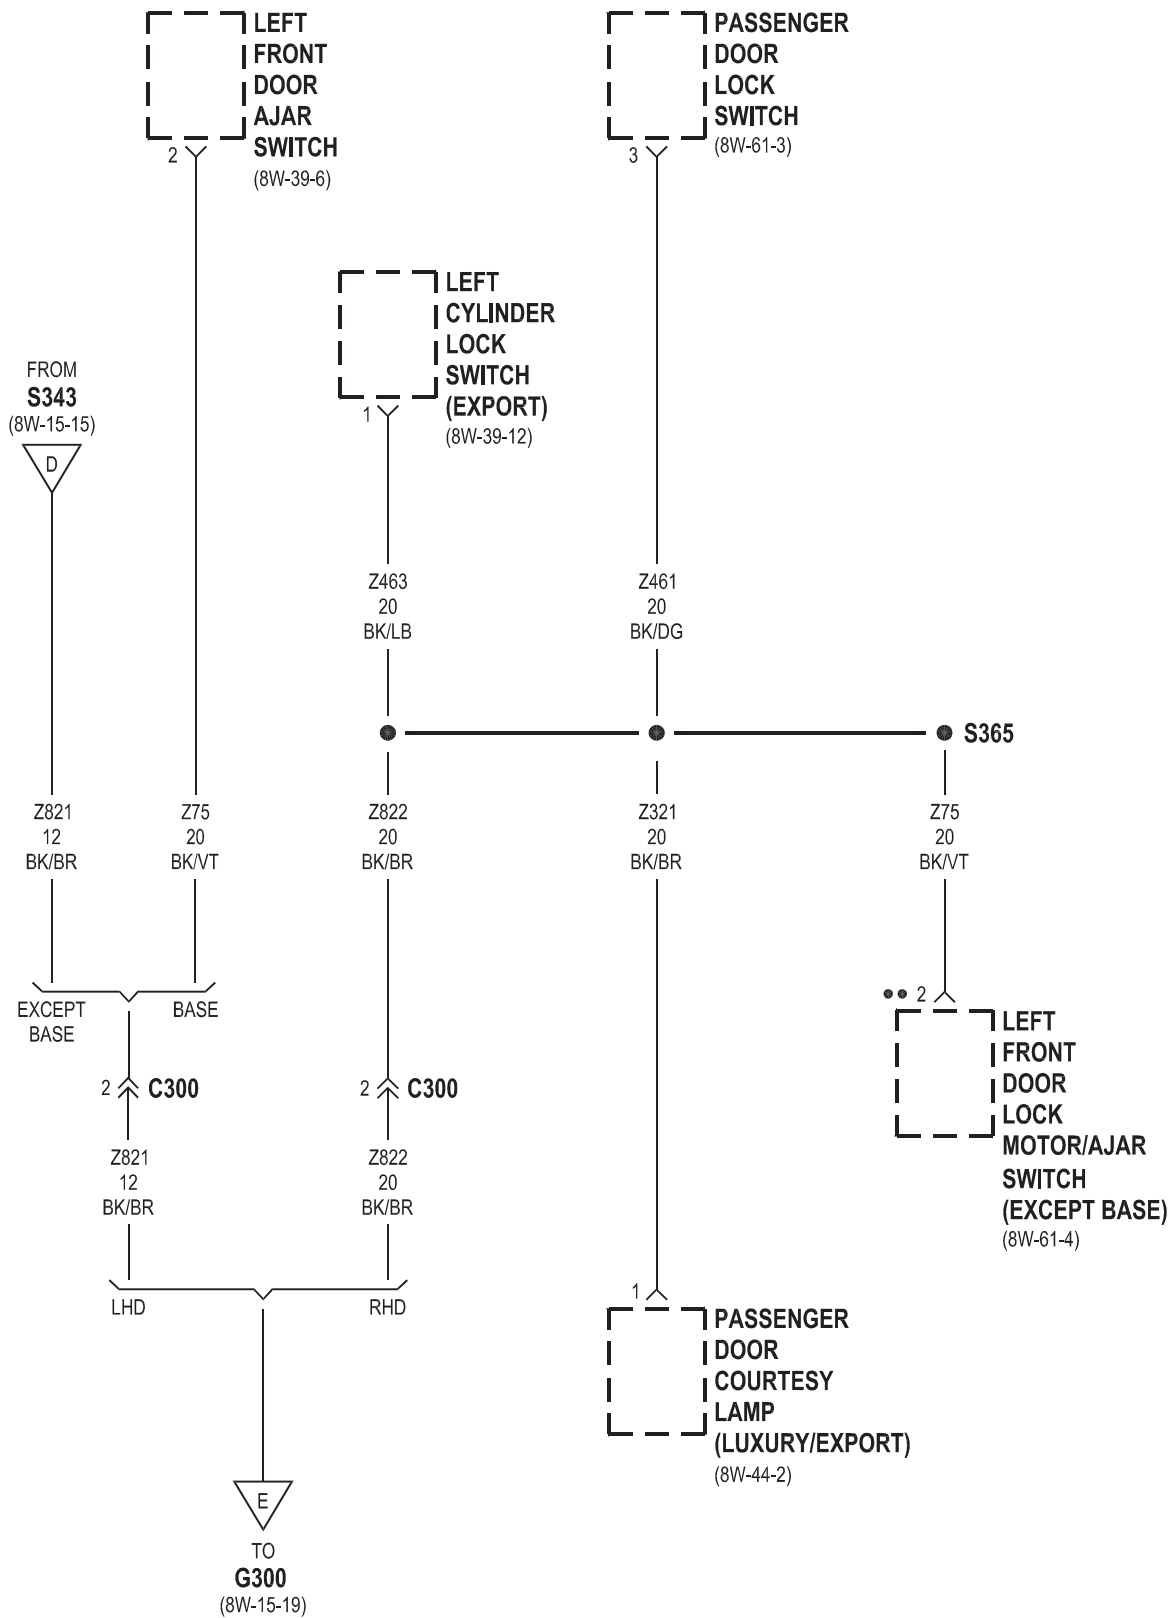 LEFT
FRONT
DOOR
AJAR
SWITCH
(8W-39-6)
2
PASSENGER
DOOR
LOCK
SWITCH
(8W-61-3)
3
LEFT
CYLINDER
LOCK
SWITCH
(EXPORT)
(8W-39-12)
1
FROM
S343
(8W-15-15)
D
Z463
20
BK/LB
Z461
20
BK/DG
S365
Z821
12
BK/BR
Z75
20
BK/VT
Z822
20
BK/BR
Z321
20
BK/BR
Z75
20
BK/VT
EXCEPT
BASE
BASE
2
LEFT
FRONT
DOOR
LOCK
MOTOR/AJAR
SWITCH
(EXCEPT BASE)
(8W-61-4)
2 C300
2 C300
Z821
12
BK/BR
Z822
20
BK/BR
LHD
RHD
1
PASSENGER
DOOR
COURTESY
LAMP
(LUXURY/EXPORT)
(8W-44-2)
E
TO
G300
(8W-15-19)